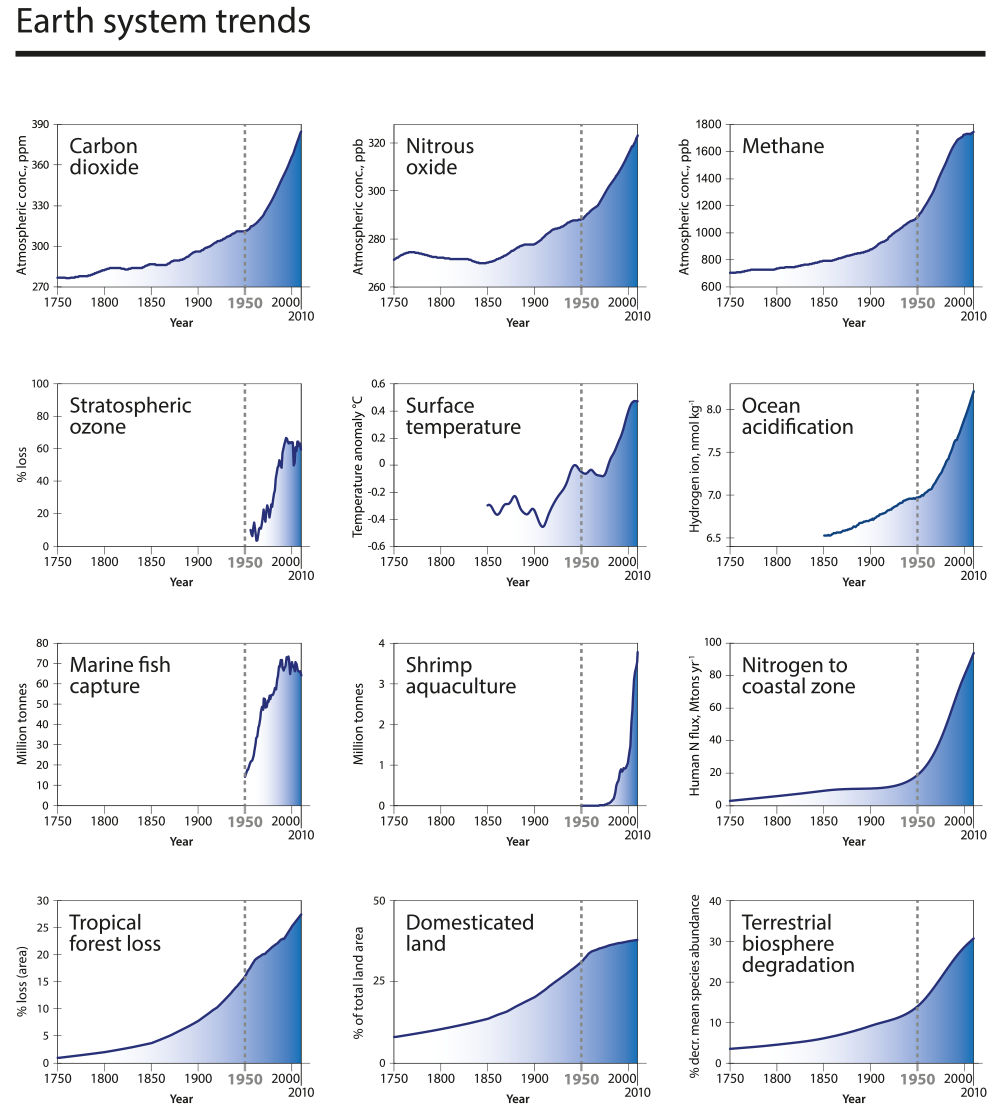 Earth system trends
Carbon
dioxide
Atmospheric conc., ppm
390
360
330
300
270
1750 1800 1850 1900 1950 2000
2010
Year
Nitrous
oxide
Atmospheric conc., ppb
320
300
280
260
1750 1800 1850 1900 1950 2000
2010
Year
Methane
Atmospheric conc., ppb
1800
1600
1400
1200
1000
800
600
1750 1800 1850 1900 1950 2000
2010
Year
Stratospheric
ozone
% loss
100
80
60
40
20
0
1750 1800 1850 1900 1950 2000
2010
Year
Surface
temperature
Temperature anomaly °C
0.6
0.4
0.2
0
-0.2
-0.4
-0.6
1750 1800 1850 1900 1950 2000
2010
Year
Ocean
acidification
Hydrogen ion, nmol kg-1
8.0
7.5
7.0
6.5
1750 1800 1850 1900 1950 2000
2010
Year
Marine fish
capture
Million tonnes
80
70
60
50
40
30
20
10
0
1750 1800 1850 1900 1950 2000
2010
Year
Shrimp
aquaculture
Million tonnes
4
3
2
1
0
1750 1800 1850 1900 1950 2000
2010
Year
Nitrogen to
coastal zone
Human N flux, Mtons yr-1
100
80
60
40
20
0
1750 1800 1850 1900 1950 2000
2010
Year
Tropical
forest loss
% loss (area)
30
25
20
15
10
5
0
1750 1800 1850 1900 1950 2000
2010
Year
Domesticated
land
% of total land area
50
25
0
1750 1800 1850 1900 1950 2000
2010
Year
Terrestrial
biosphere
degradation
% decr. mean species abundance
40
30
20
10
0
1750 1800 1850 1900 1950 2000
2010
Year